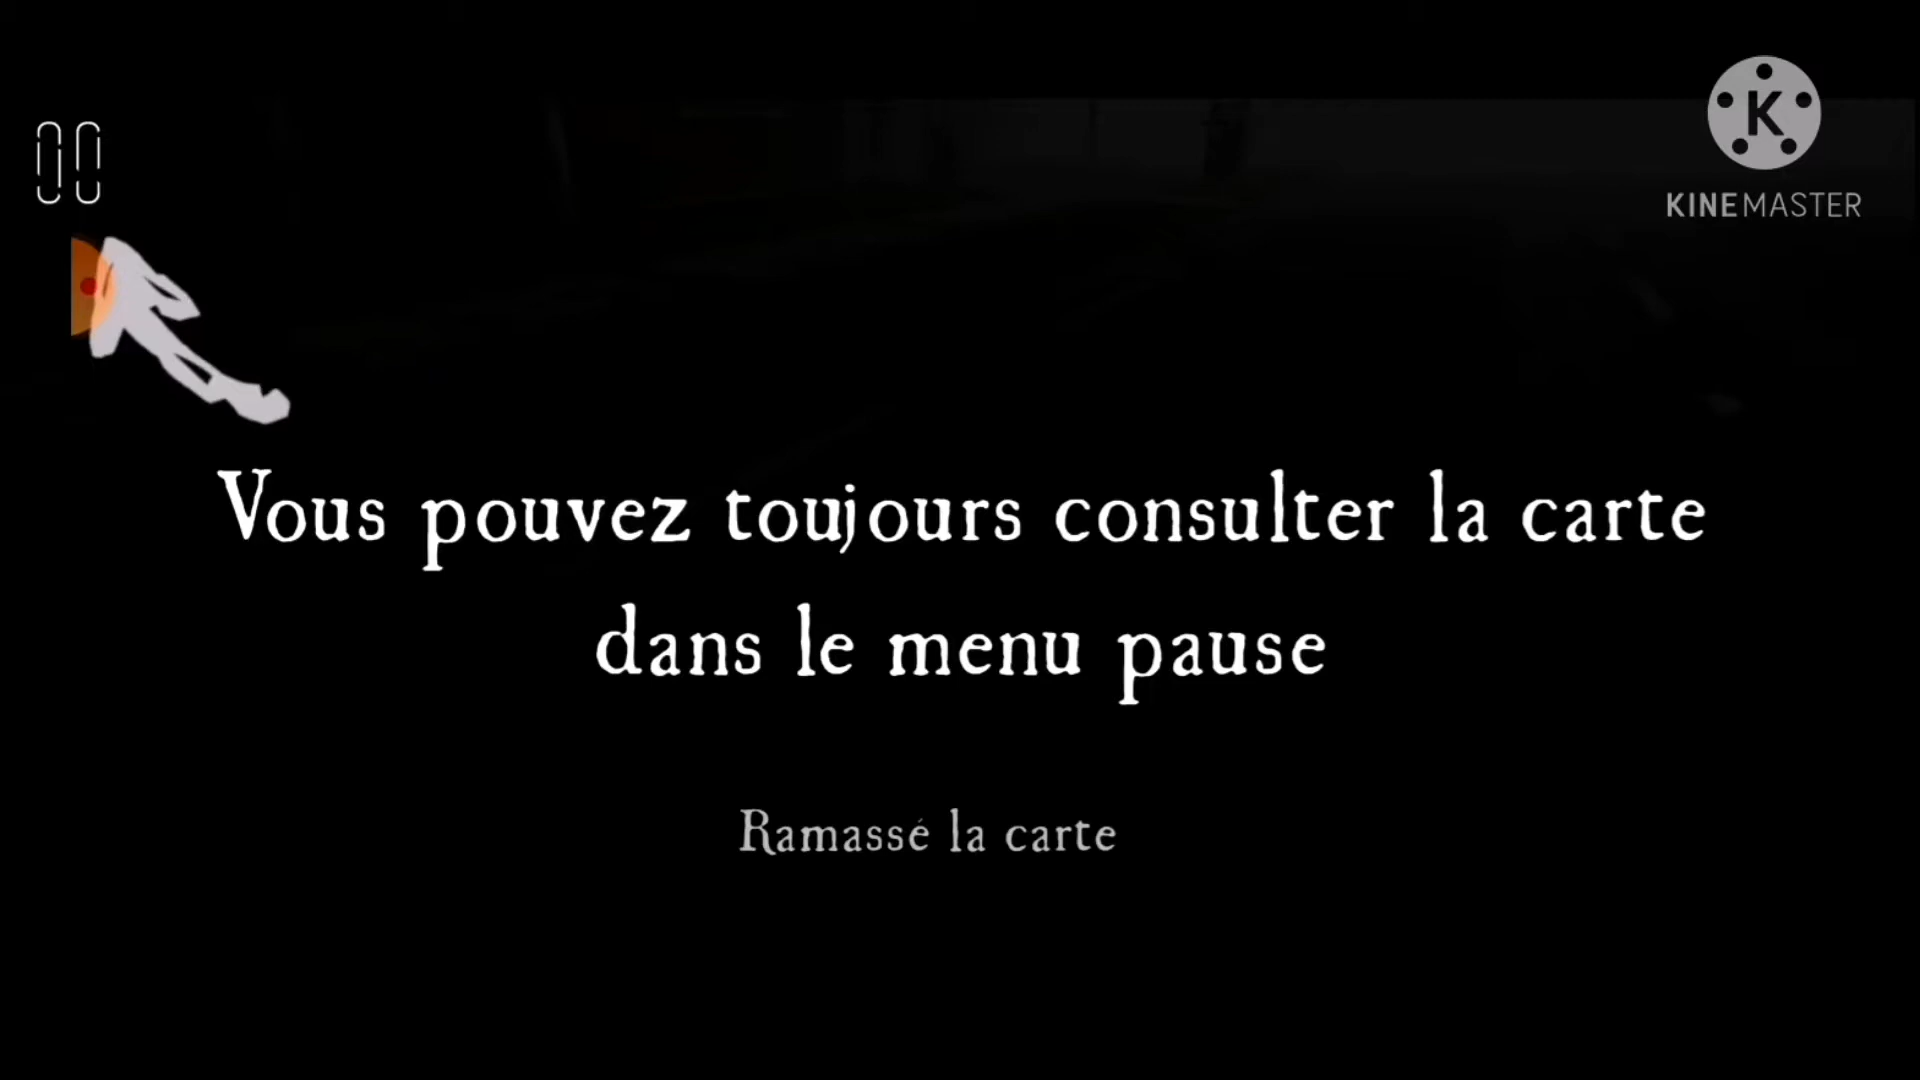 K
KINEMASTER
Vous pouvez toujours consulter la carte
dans le menu pause
Ramassé la carte